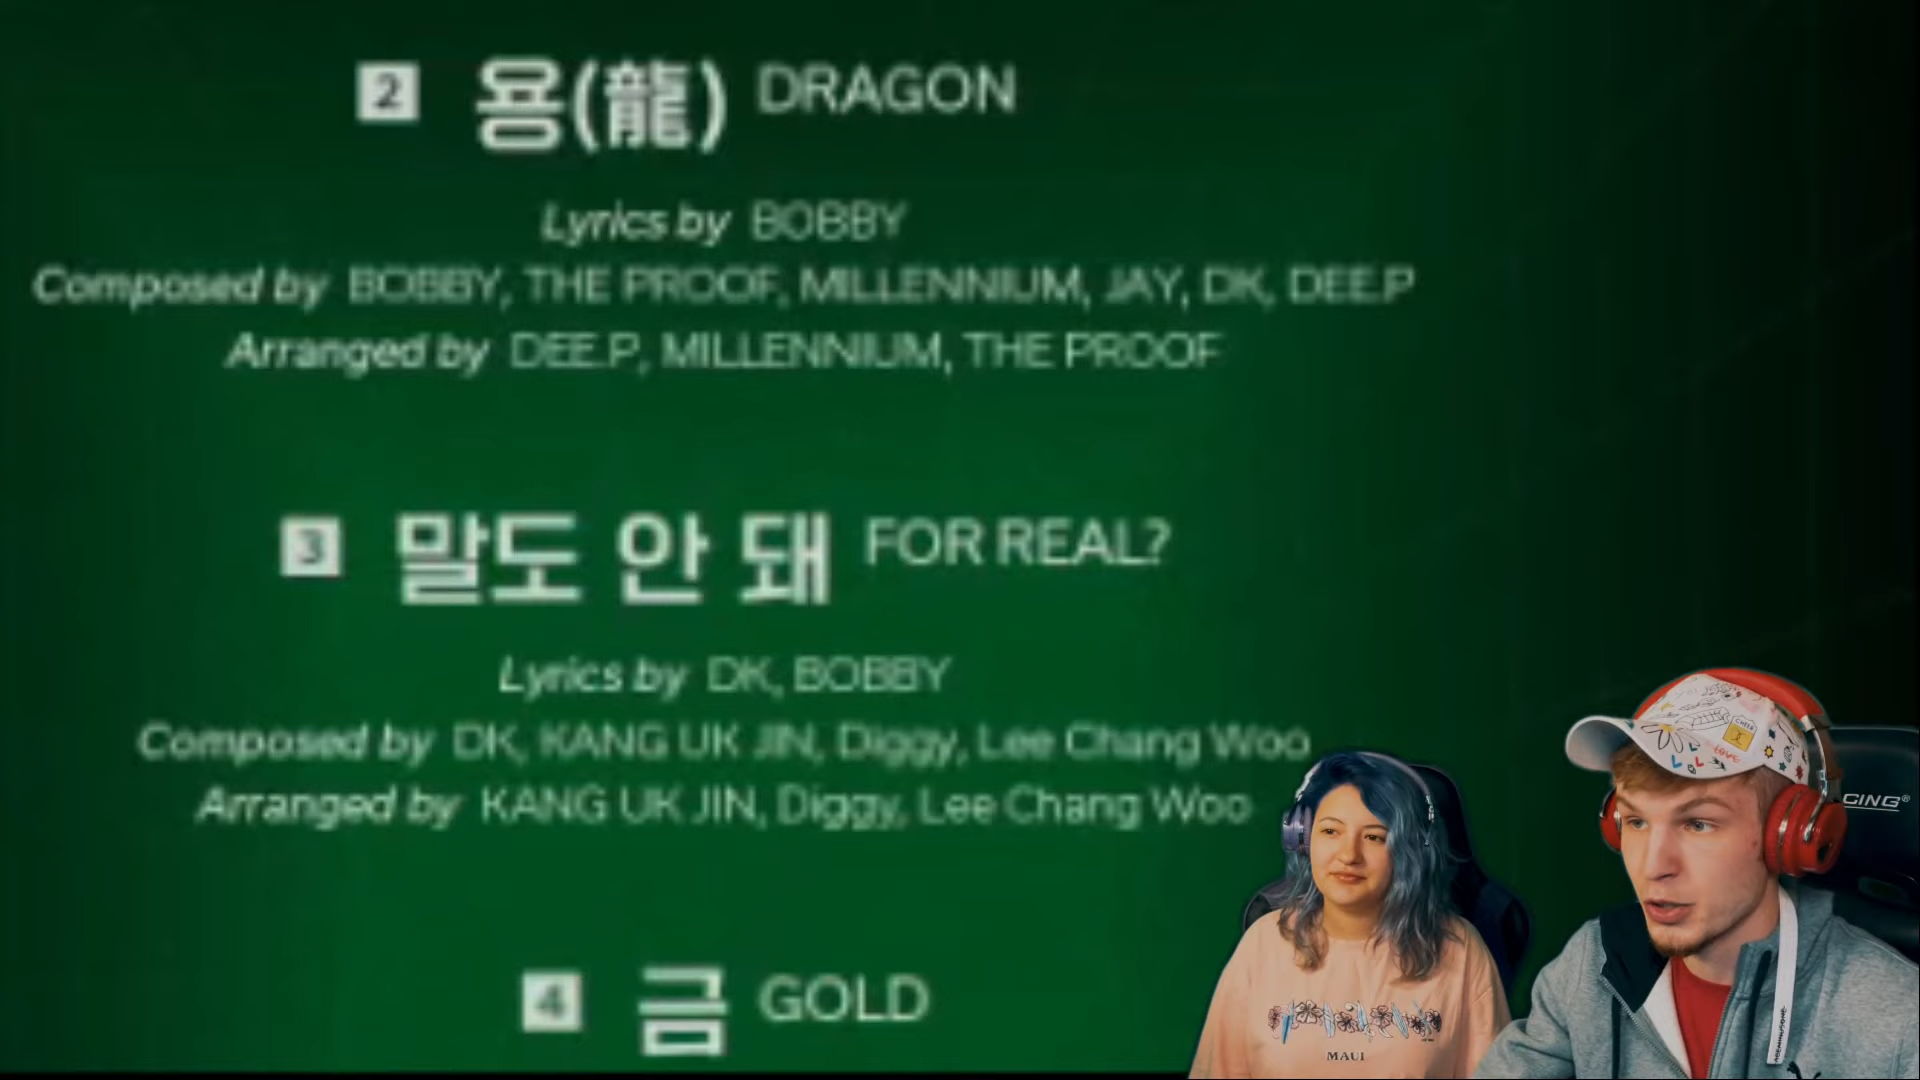 2 용(龍) DRAGON
Lyrics by BOBBY
Composed by BOBBY, THE PROOF, MILLENNIUM, JAY, DK, DEE.P
Arranged by DEE.P, MILLENNIUM, THE PROOF
3 말도 안 돼 FOR REAL?
Lyrics by DK, BOBBY
Composed by DK, KANG UK JIN, Diggy, Lee Chang Woo
Arranged by KANG UK JIN, Diggy, Lee Chang Woo
CING®
4 금 GOLD
MAUI